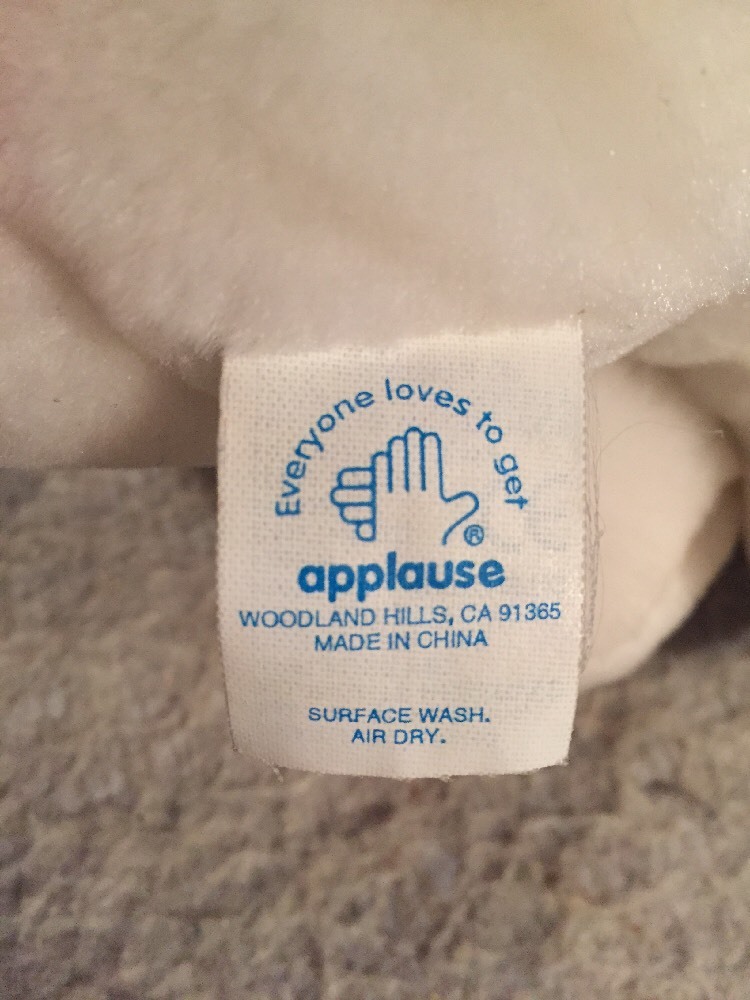 Everyone loves to get
®
applause
WOODLAND HILLS, CA 91365
MADE IN CHINA
SURFACE WASH.
AIR DRY.